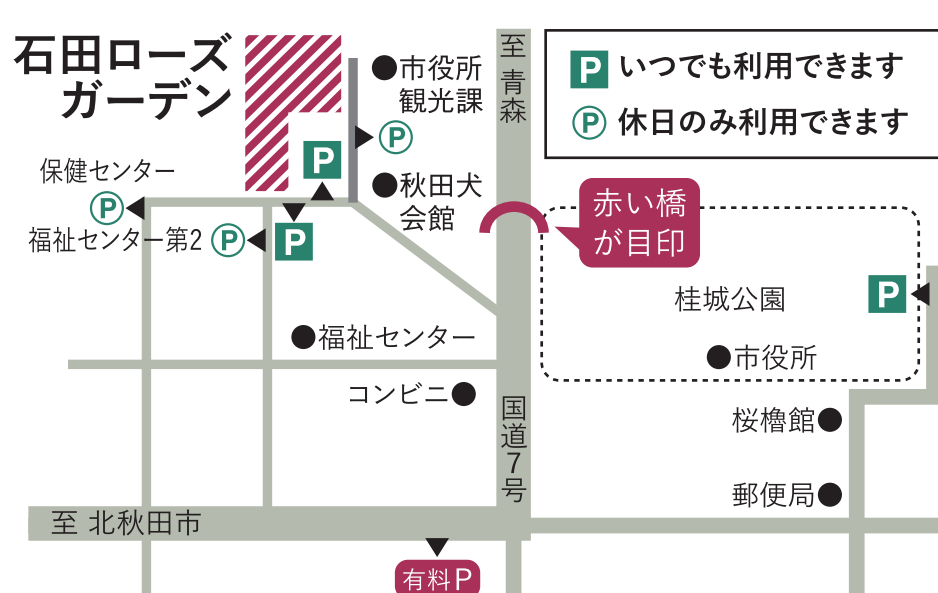 石田ローズ
ガーデン
市役所
観光課
P
P
秋田犬
会館
至 青森
P いつでも利用できます
P 休日のみ利用できます
保健センター
P
福祉センター第2 P
P
赤い橋
が目印
桂城公園
P
市役所
福祉センター
コンビニ
国道7号
桜櫓館
郵便局
至 北秋田市
有料P